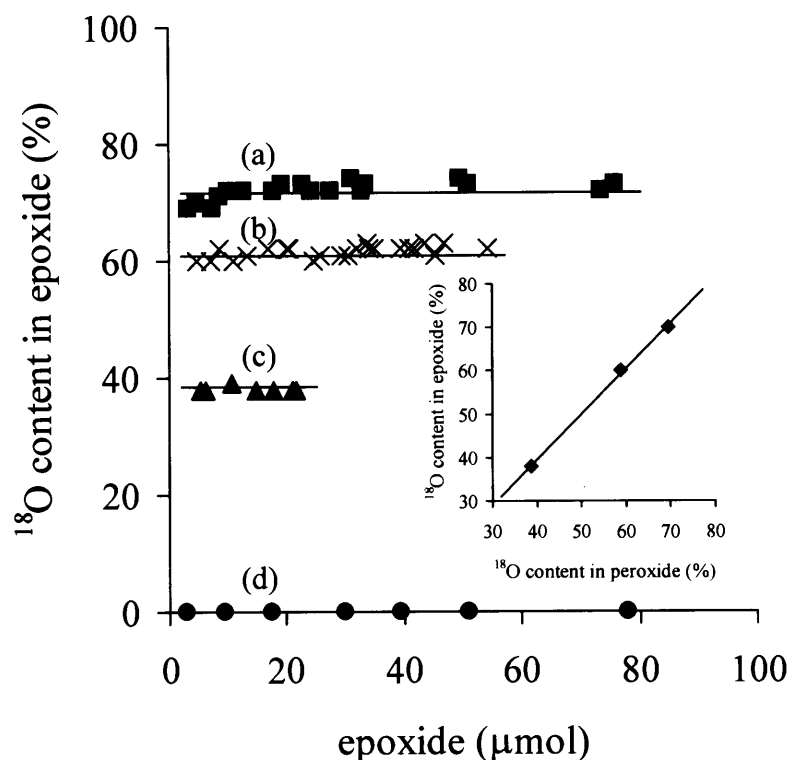 100
80
60
40
20
0
¹⁸O content in epoxide (%)
(a)
(b)
(c)
(d)
0 20 40 60 80 100
epoxide (μmol)
80
70
60
50
40
30
¹⁸O content in epoxide (%)
30 40 50 60 70 80
¹⁸O content in peroxide (%)